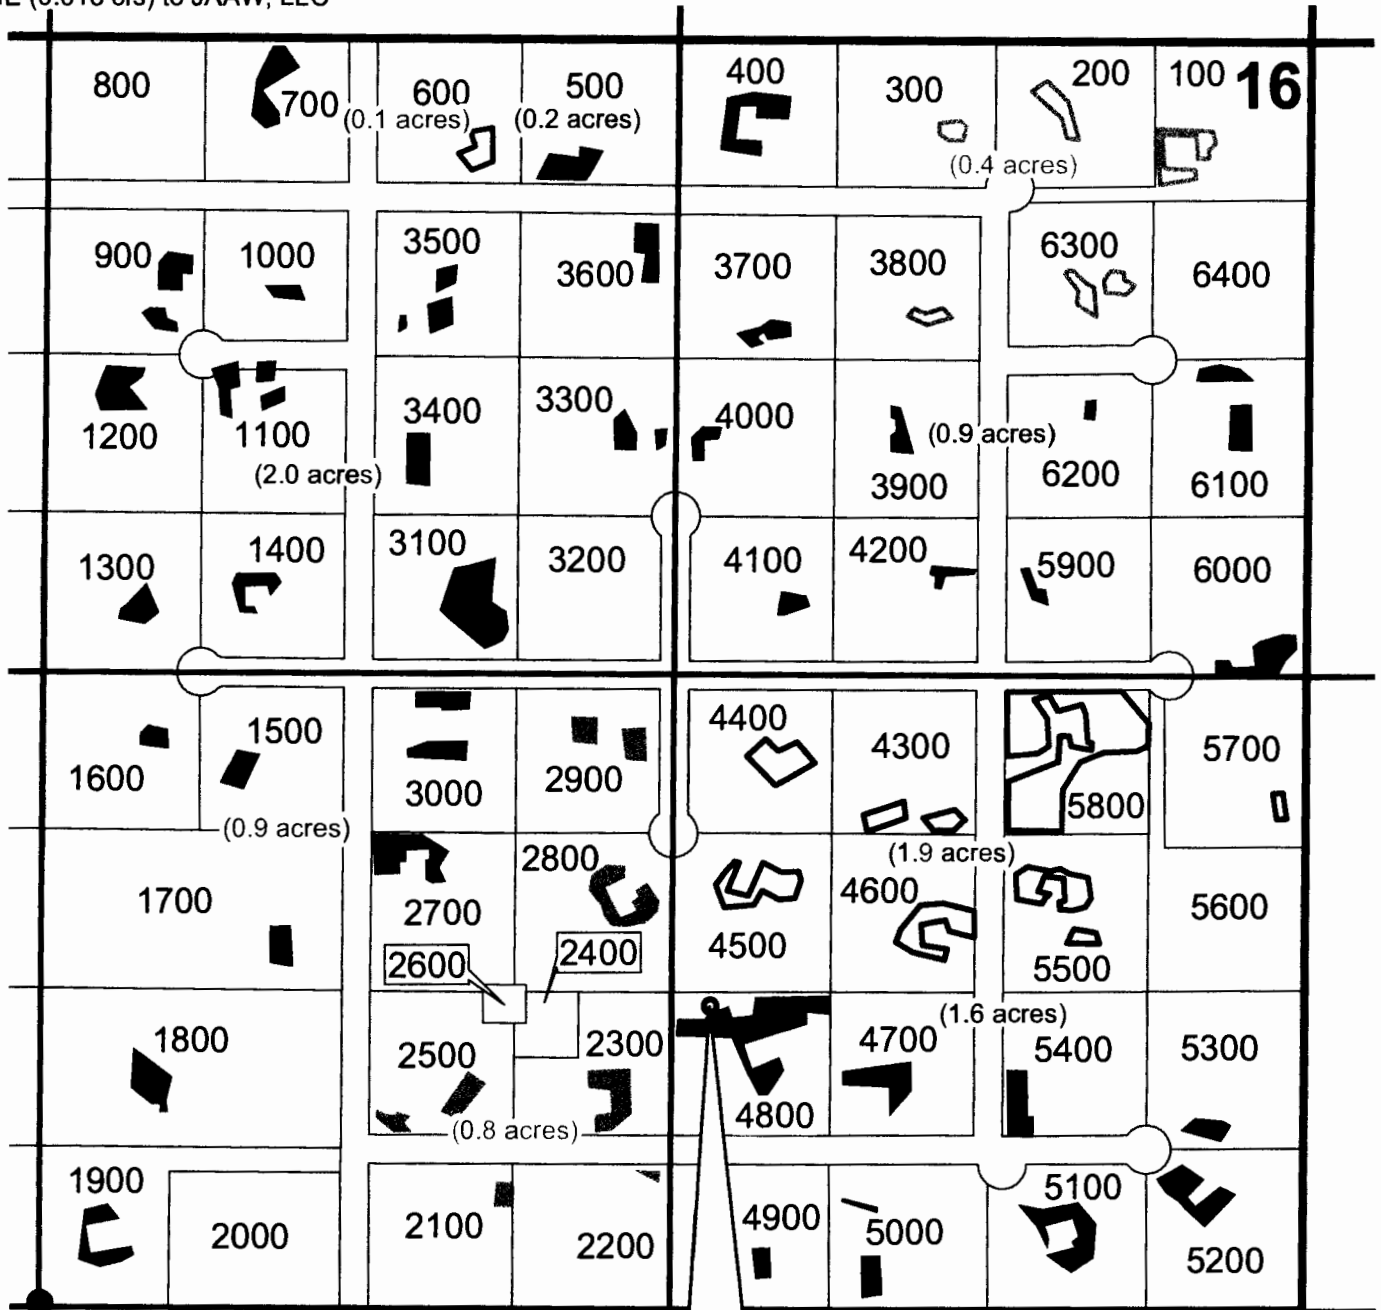 to JAAW, LLC
800 700 600 500 400 300 200 100 16
(0.1 acres) (0.2 acres)
(0.4 acres)
900 1000 3500 3600 3700 3800 6300 6400
1200 1100 3400 3300 4000 3900 6200 6100
(0.9 acres)
(2.0 acres)
1300 1400 3100 3200 4100 4200 5900 6000
1600 1500 3000 2900 4400 4300 5800 5700
(0.9 acres)
(1.9 acres)
1700 2700 2800 4500 4600 5500 5600
2600 2400
(1.6 acres)
1800 2500 2300 4800 4700 5400 5300
(0.8 acres)
1900 2000 2100 2200 4900 5000 5100 5200